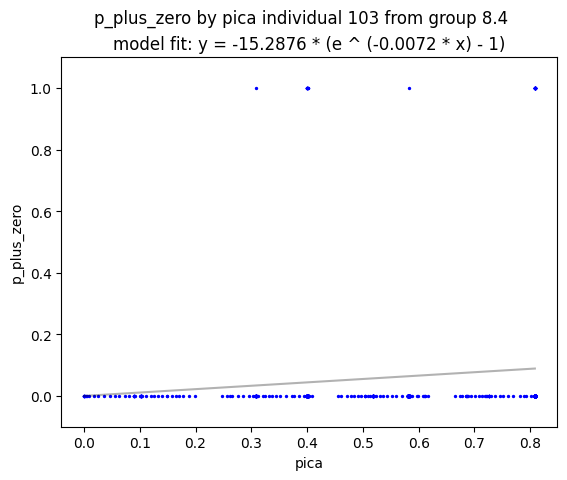 p_plus_zero by pica individual 103 from group 8.4
model fit: y = -15.2876 * (e ^ (-0.0072 * x) - 1)
1.0
0.8
0.6
0.4
0.2
0.0
p_plus_zero
0.0 0.1 0.2 0.3 0.4 0.5 0.6 0.7 0.8
pica